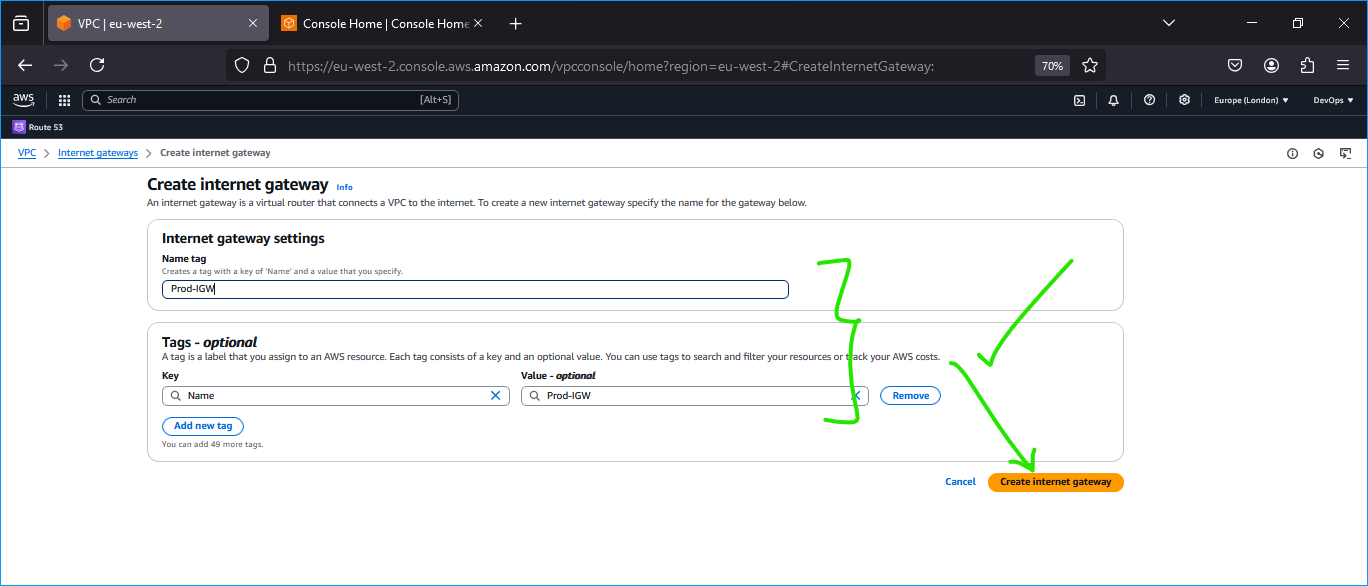 VPC | eu-west-2
Console Home | Console Home
https://eu-west-2.console.aws.amazon.com/vpcconsole/home?region=eu-west-2#CreateInternetGateway:
70%
aws
Search
[Alt+S]
Europe (London)
DevOps
Route 53
VPC > Internet gateways > Create internet gateway
Create internet gateway Info
An internet gateway is a virtual router that connects a VPC to the internet. To create a new internet gateway specify the name for the gateway below.
Internet gateway settings
Name tag
Creates a tag with a key of 'Name' and a value that you specify.
Prod-IGW
Tags - optional
A tag is a label that you assign to an AWS resource. Each tag consists of a key and an optional value. You can use tags to search and filter your resources or track your AWS costs.
Key
Value - optional
Name
Prod-IGW
Remove
Add new tag
You can add 49 more tags.
Cancel
Create internet gateway